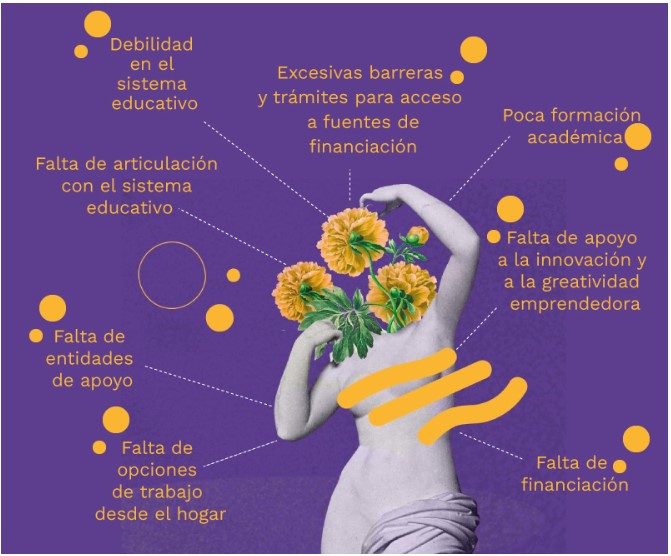 Debilidad
en el
sistema
educativo
Excesivas barreras
y trámites para acceso
a fuentes de
financiación
Poca formación
académica
Falta de articulación
con el sistema
educativo
Falta de apoyo
a la innovación y
a la greatividad
emprendedora
Falta de
entidades
de apoyo
Falta de
opciones
de trabajo
desde el hogar
Falta de
financiación